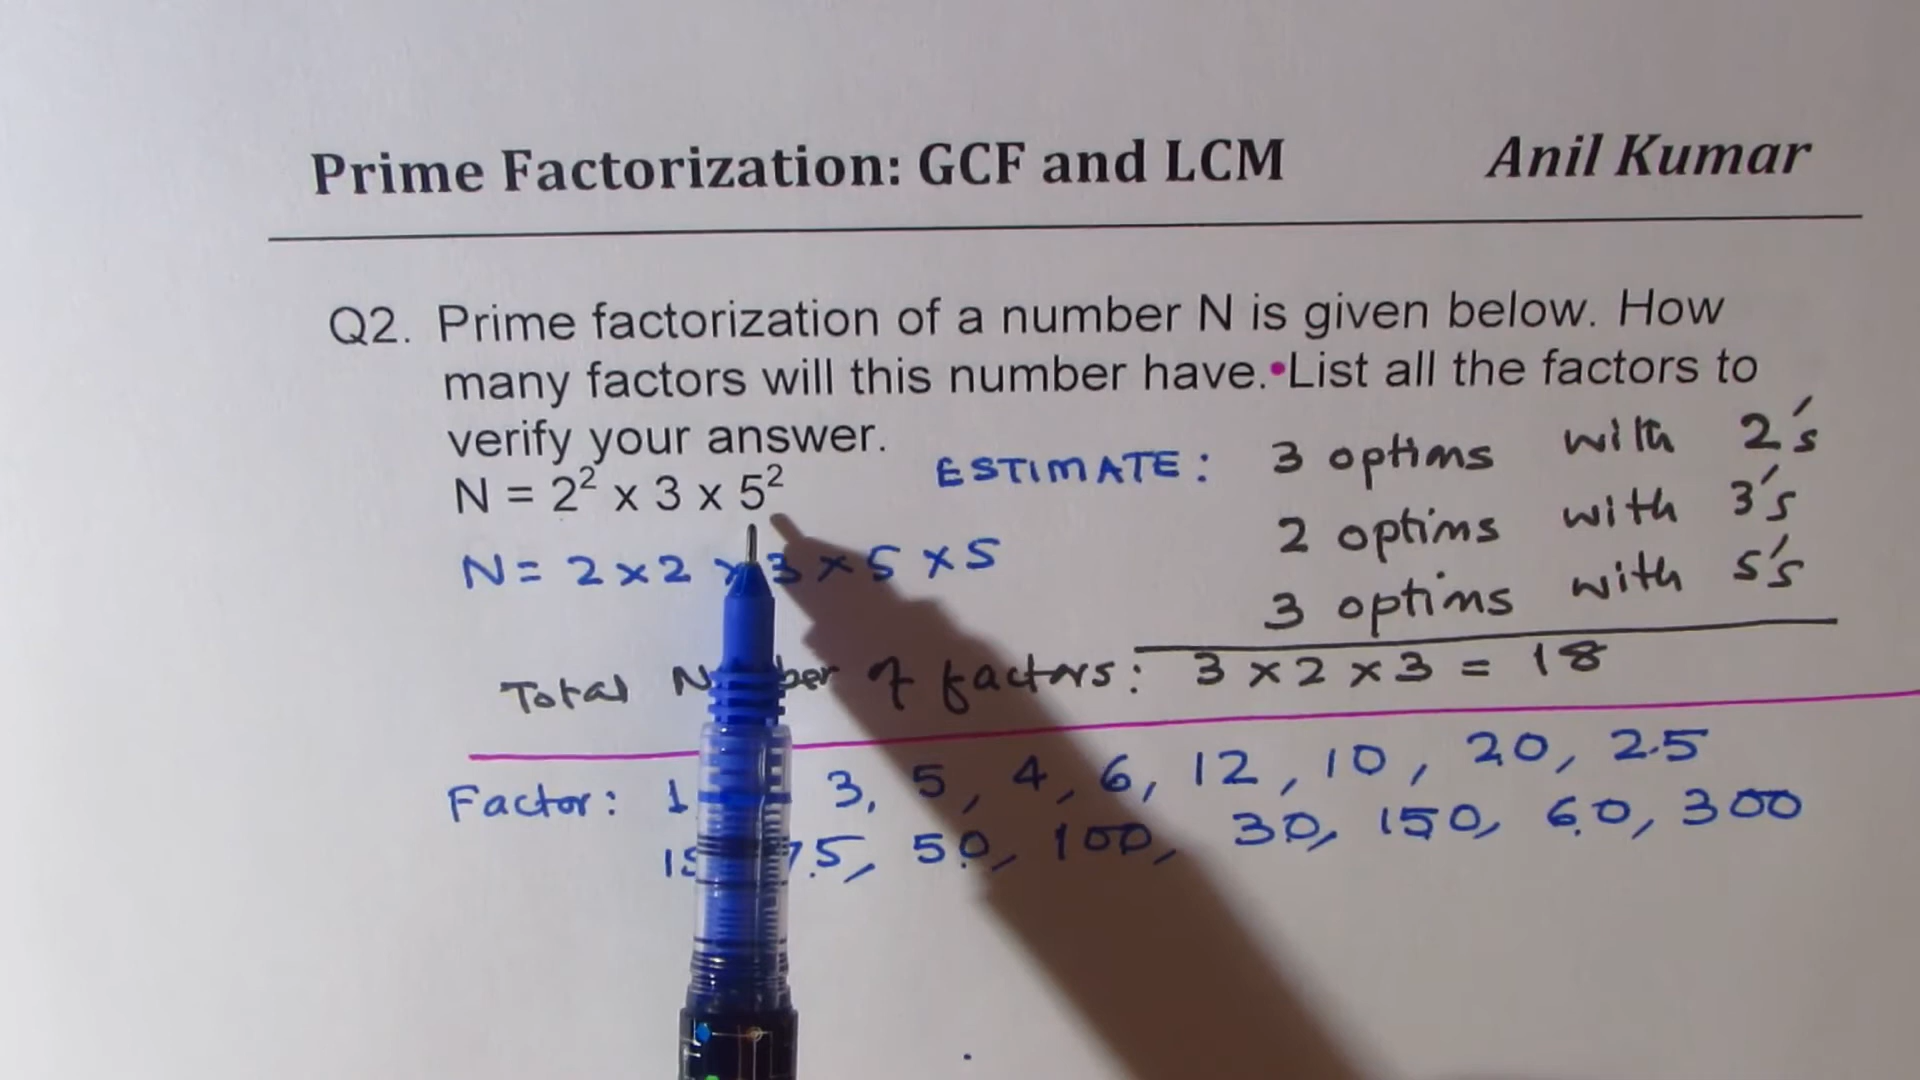 Prime Factorization: GCF and LCM Anil Kumar
Q2. Prime factorization of a number N is given below. How
many factors will this number have. List all the factors to
verify your answer.
N = 2² x 3 x 5²
N = 2 x 2 x 3 x 5 x 5
ESTIMATE: 3 options with 2's
2 options with 3's
3 options with 5's
Total Number of factors: 3 x 2 x 3 = 18
Factor: 1 3, 5, 4, 6, 12, 10, 20, 25
75, 50, 100, 30, 150, 60, 300